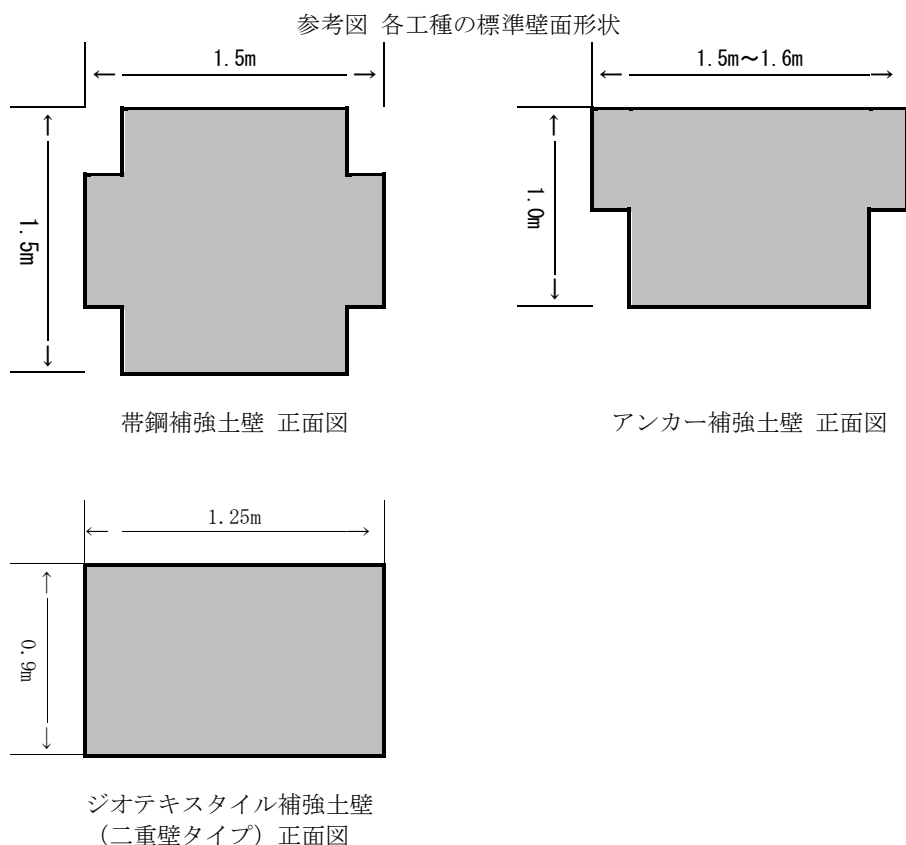 参考図 各工種の標準壁面形状
1.5m
1.5m
帯鋼補強土壁 正面図
1.5m～1.6m
1.0m
アンカー補強土壁 正面図
1.25m
0.9m
ジオテキスタイル補強土壁
（二重壁タイプ）正面図